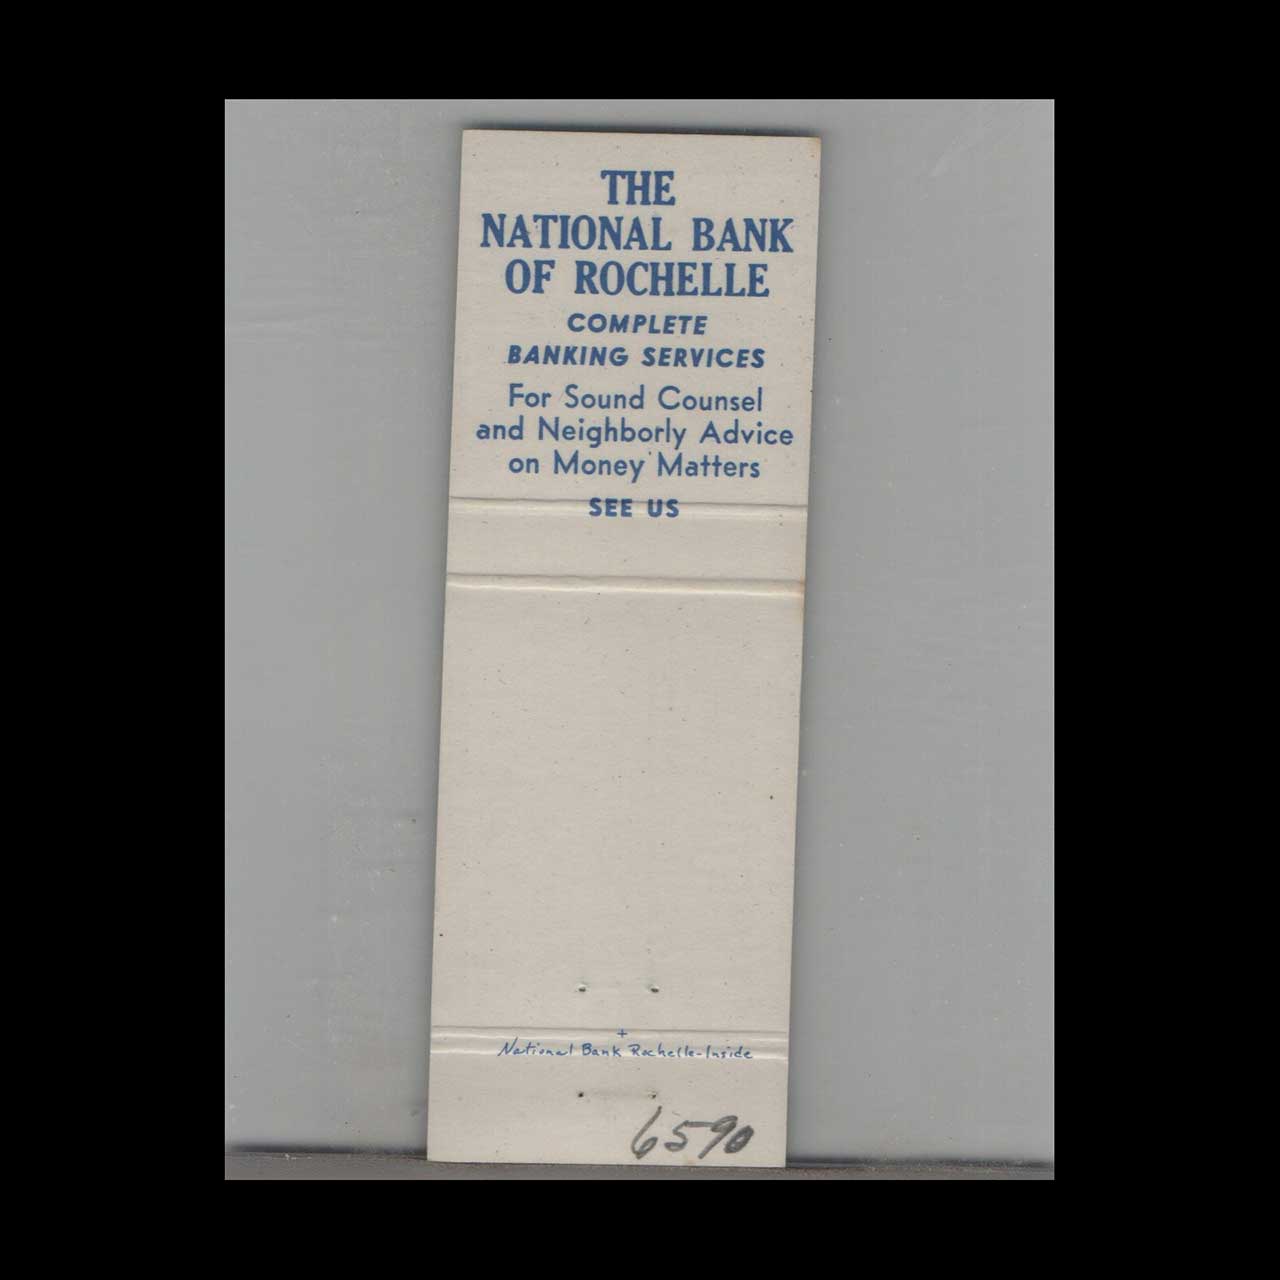 THE
NATIONAL BANK
OF ROCHELLE
COMPLETE
BANKING SERVICES
For Sound Counsel
and Neighborly Advice
on Money Matters
SEE US
+
National Bank Rochelle-Inside
6590